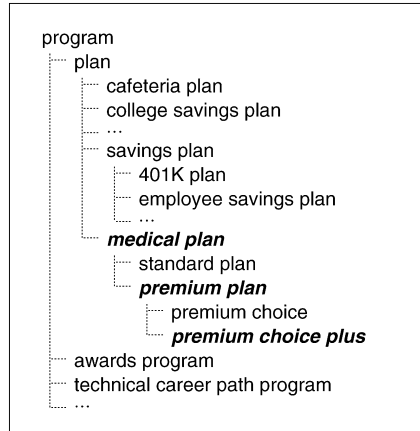 program
plan
cafeteria plan
college savings plan
...
savings plan
401K plan
employee savings plan
...
medical plan
standard plan
premium plan
premium choice
premium choice plus
awards program
technical career path program
...